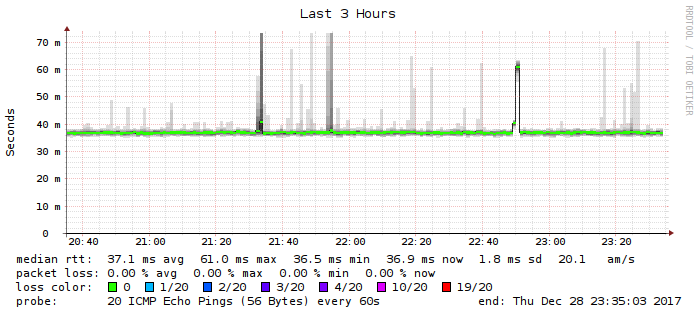 Last 3 Hours
RRDTOOL / TOBI OETIKER
Seconds
70 m
60 m
50 m
40 m
30 m
20 m
10 m
0
20:40 21:00 21:20 21:40 22:00 22:20 22:40 23:00 23:20
median rtt: 37.1 ms avg 61.0 ms max 36.5 ms min 36.9 ms now 1.8 ms sd 20.1 am/s
packet loss: 0.00 % avg 0.00 % max 0.00 % min 0.00 % now
loss color: 0 1/20 2/20 3/20 4/20 10/20 19/20
probe: 20 ICMP Echo Pings (56 Bytes) every 60s end: Thu Dec 28 23:35:03 2017